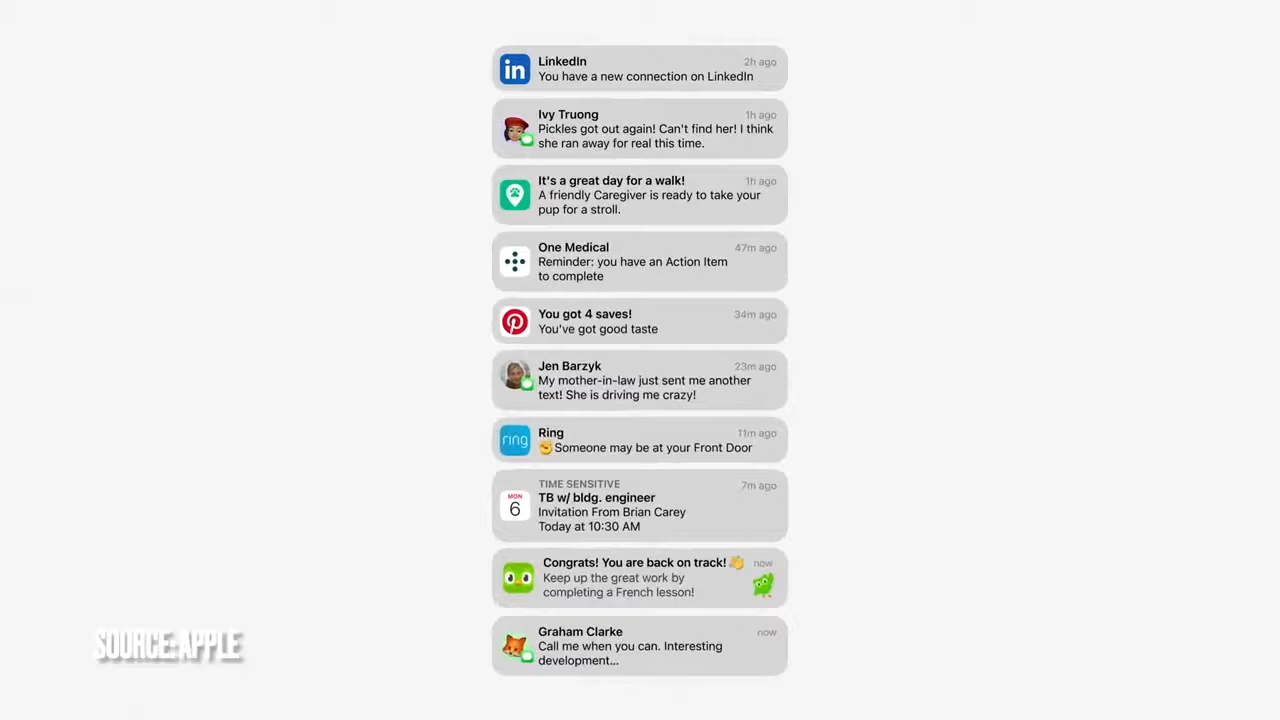 LinkedIn 2h ago
You have a new connection on LinkedIn
Ivy Truong 1h ago
Pickles got out again! Can't find her! I think
she ran away for real this time.
It's a great day for a walk! 1h ago
A friendly Caregiver is ready to take your
pup for a stroll.
One Medical 47m ago
Reminder: you have an Action Item
to complete
You got 4 saves! 34m ago
You've got good taste
Jen Barzyk 23m ago
My mother-in-law just sent me another
text! She is driving me crazy!
ring
Ring 11m ago
✊Someone may be at your Front Door
TIME SENSITIVE 7m ago
MON
6
TB w/ bldg. engineer
Invitation From Brian Carey
Today at 10:30 AM
Congrats! You are back on track! 👏 now
Keep up the great work by
completing a French lesson!
Graham Clarke now
Call me when you can. Interesting
development...
SOURCE: APPLE